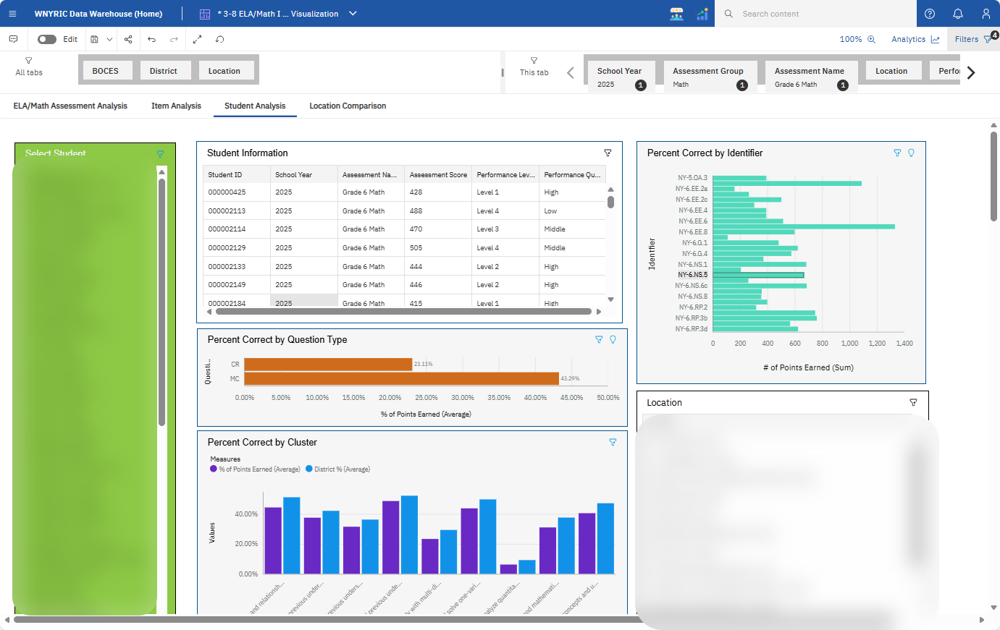 WNYRIC Data Warehouse (Home)
* 3-8 ELA/Math I ... Visualization
Search content
Edit
100%
Analytics
Filters
4
All tabs
BOCES
District
Location
This tab
School Year
2025
1
Assessment Group
Math
1
Assessment Name
Grade 6 Math
1
Location
Perfor
ELA/Math Assessment Analysis
Item Analysis
Student Analysis
Location Comparison
Select Student
Student Information
Student ID School Year Assessment Na... Assessment Score Performance Lev... Performance Qu...
000000425 2025 Grade 6 Math 428 Level 1 High
000002113 2025 Grade 6 Math 488 Level 4 Low
000002114 2025 Grade 6 Math 470 Level 3 Middle
000002129 2025 Grade 6 Math 505 Level 4 Middle
000002133 2025 Grade 6 Math 444 Level 2 High
000002149 2025 Grade 6 Math 446 Level 2 High
000002184 2025 Grade 6 Math 415 Level 1 High
Percent Correct by Question Type
Questi...
CR
23.11%
MC
43.29%
0.00% 5.00% 10.00% 15.00% 20.00% 25.00% 30.00% 35.00% 40.00% 45.00% 50.00%
% of Points Earned (Average)
Percent Correct by Cluster
Measures
% of Points Earned (Average) District % (Average)
Values
40.00%
20.00%
0.00%
and relationsh...
previous under...
evious unders...
l previous unde...
ly with multi-di...
l solve one-vari...
nalyze quantita...
and mathemati...
concepts and u...
Percent Correct by Identifier
Identifier
NY-5.OA.3
NY-6.EE.2a
NY-6.EE.2c
NY-6.EE.4
NY-6.EE.6
NY-6.EE.8
NY-6.G.1
NY-6.G.4
NY-6.NS.1
NY-6.NS.5
NY-6.NS.6c
NY-6.NS.8
NY-6.RP.2
NY-6.RP.3b
NY-6.RP.3d
0 200 400 600 800 1,000 1,200 1,400
# of Points Earned (Sum)
Location